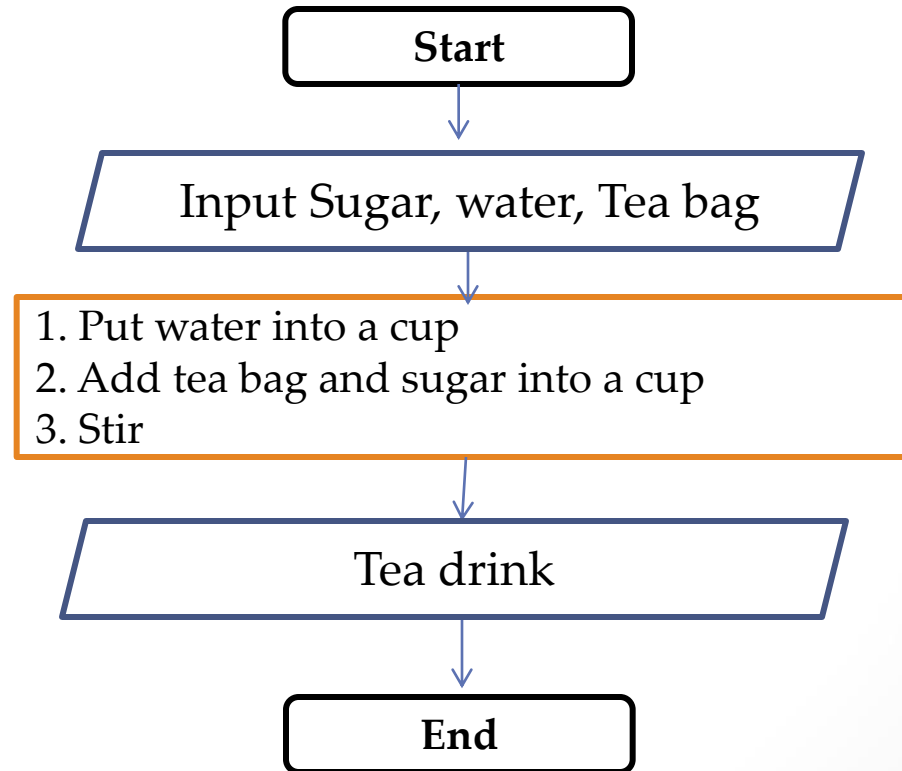 Start
Input Sugar, water, Tea bag
1. Put water into a cup
2. Add tea bag and sugar into a cup
3. Stir
Tea drink
End